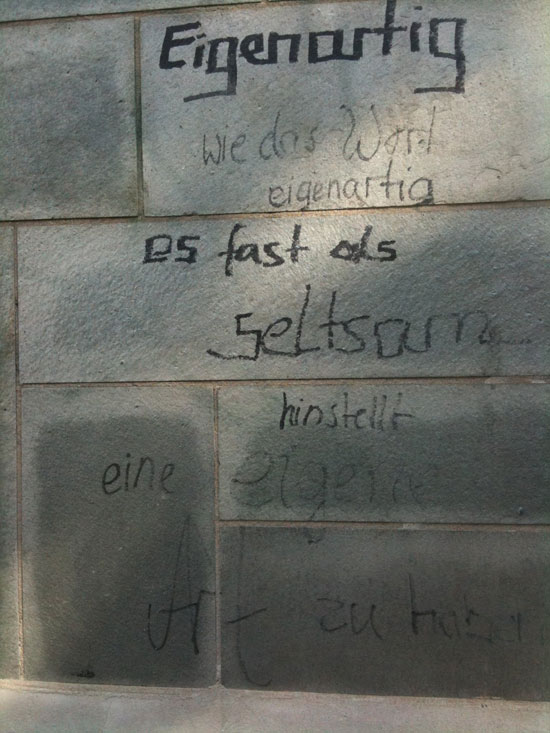 Eigenartig
wie das Wort
eigenartig
es fast als
seltsam
hinstellt
eine eigene
Art zu haben